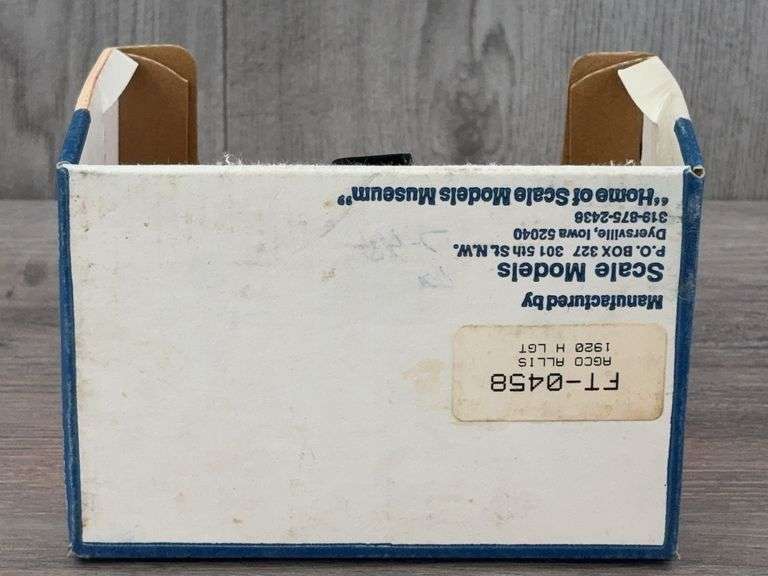 Manufactured by
Scale Models
P.O. BOX 327 301 5th St. N.W.
Dyersville, Iowa 52040
319-875-2436
"Home of Scale Models Museum"
FT-0458
AGCO ALLIS
1920 H LGT